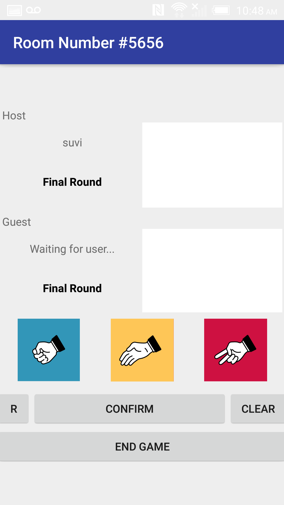 10:48 AM
Room Number #5656
Host
suvi
Final Round
Guest
Waiting for user...
Final Round
R
CONFIRM
CLEAR
END GAME